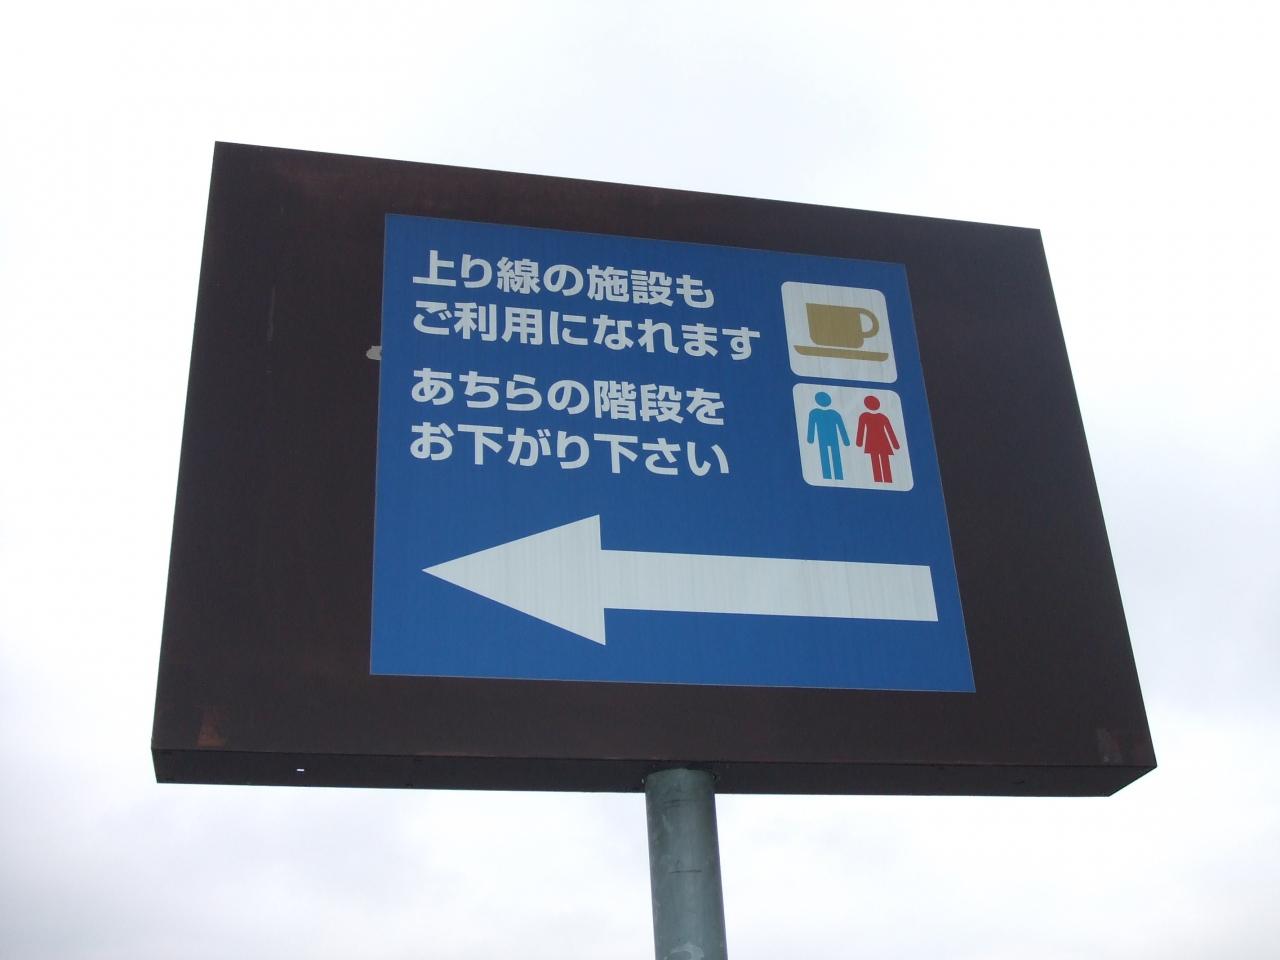 上り線の施設も
ご利用になれます
あちらの階段を
お下がり下さい